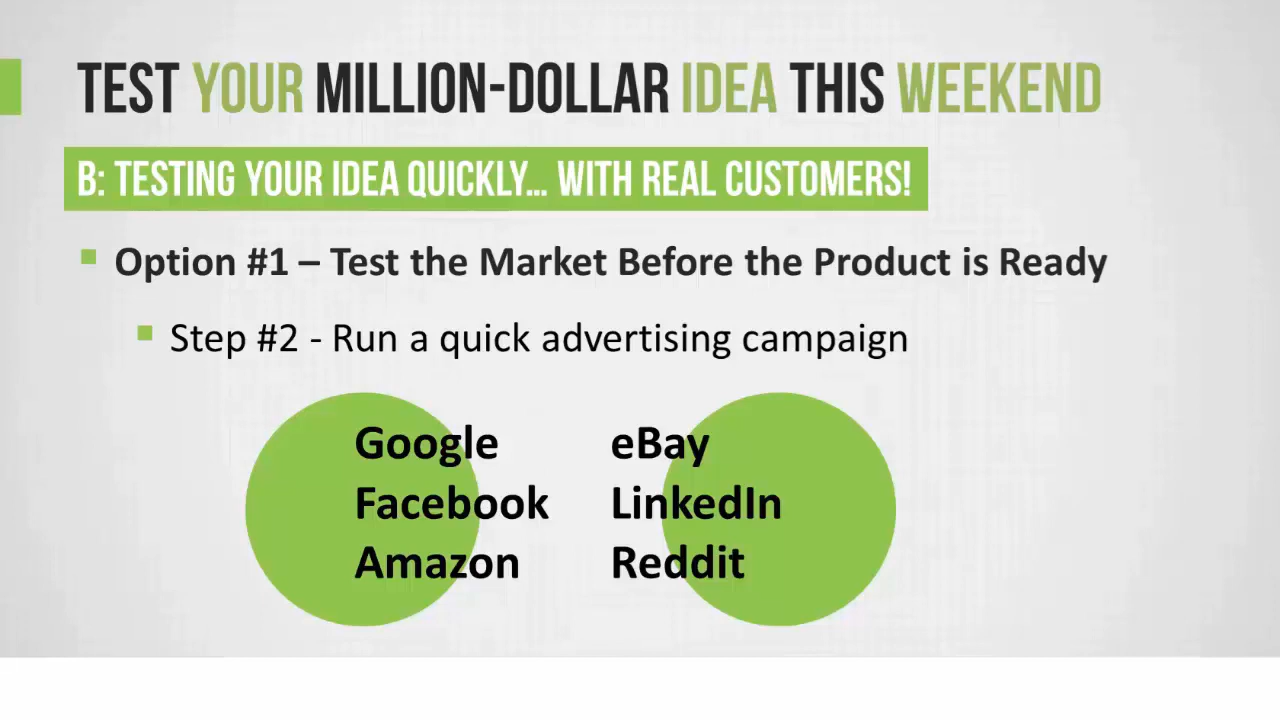 TEST YOUR MILLION-DOLLAR IDEA THIS WEEKEND
B: TESTING YOUR IDEA QUICKLY... WITH REAL CUSTOMERS!
Option #1 – Test the Market Before the Product is Ready
Step #2 - Run a quick advertising campaign
Google
Facebook
Amazon
eBay
LinkedIn
Reddit